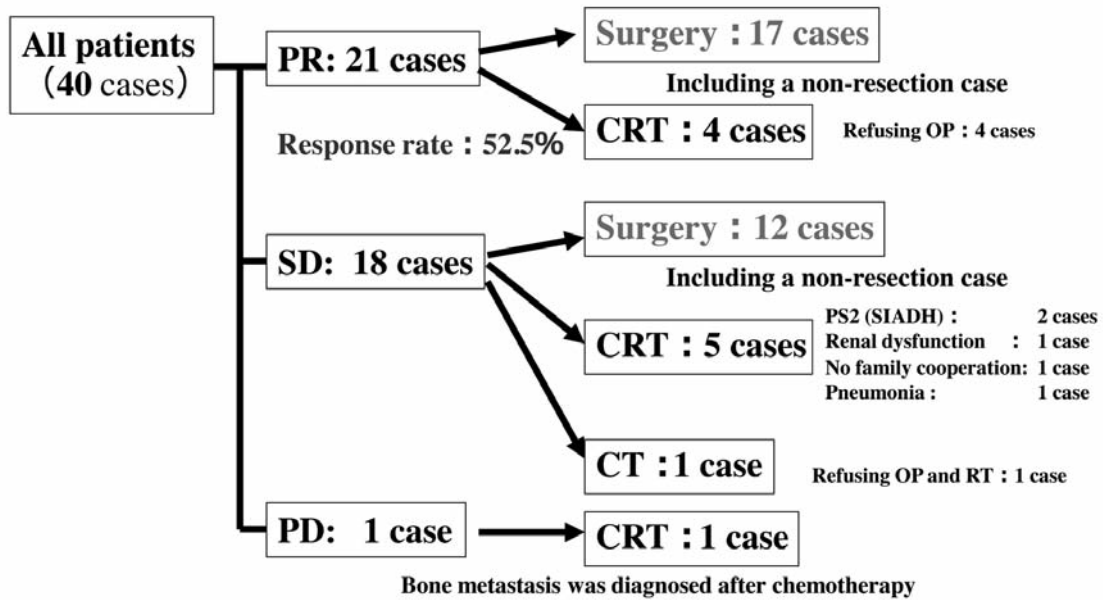 All patients
（40 cases）
PR: 21 cases
Response rate：52.5%
Surgery：17 cases
Including a non-resection case
CRT：4 cases
Refusing OP：4 cases
SD: 18 cases
Surgery：12 cases
Including a non-resection case
CRT：5 cases
PS2 (SIADH)： 2 cases
Renal dysfunction ： 1 case
No family cooperation: 1 case
Pneumonia： 1 case
CT：1 case
Refusing OP and RT：1 case
PD: 1 case
CRT：1 case
Bone metastasis was diagnosed after chemotherapy